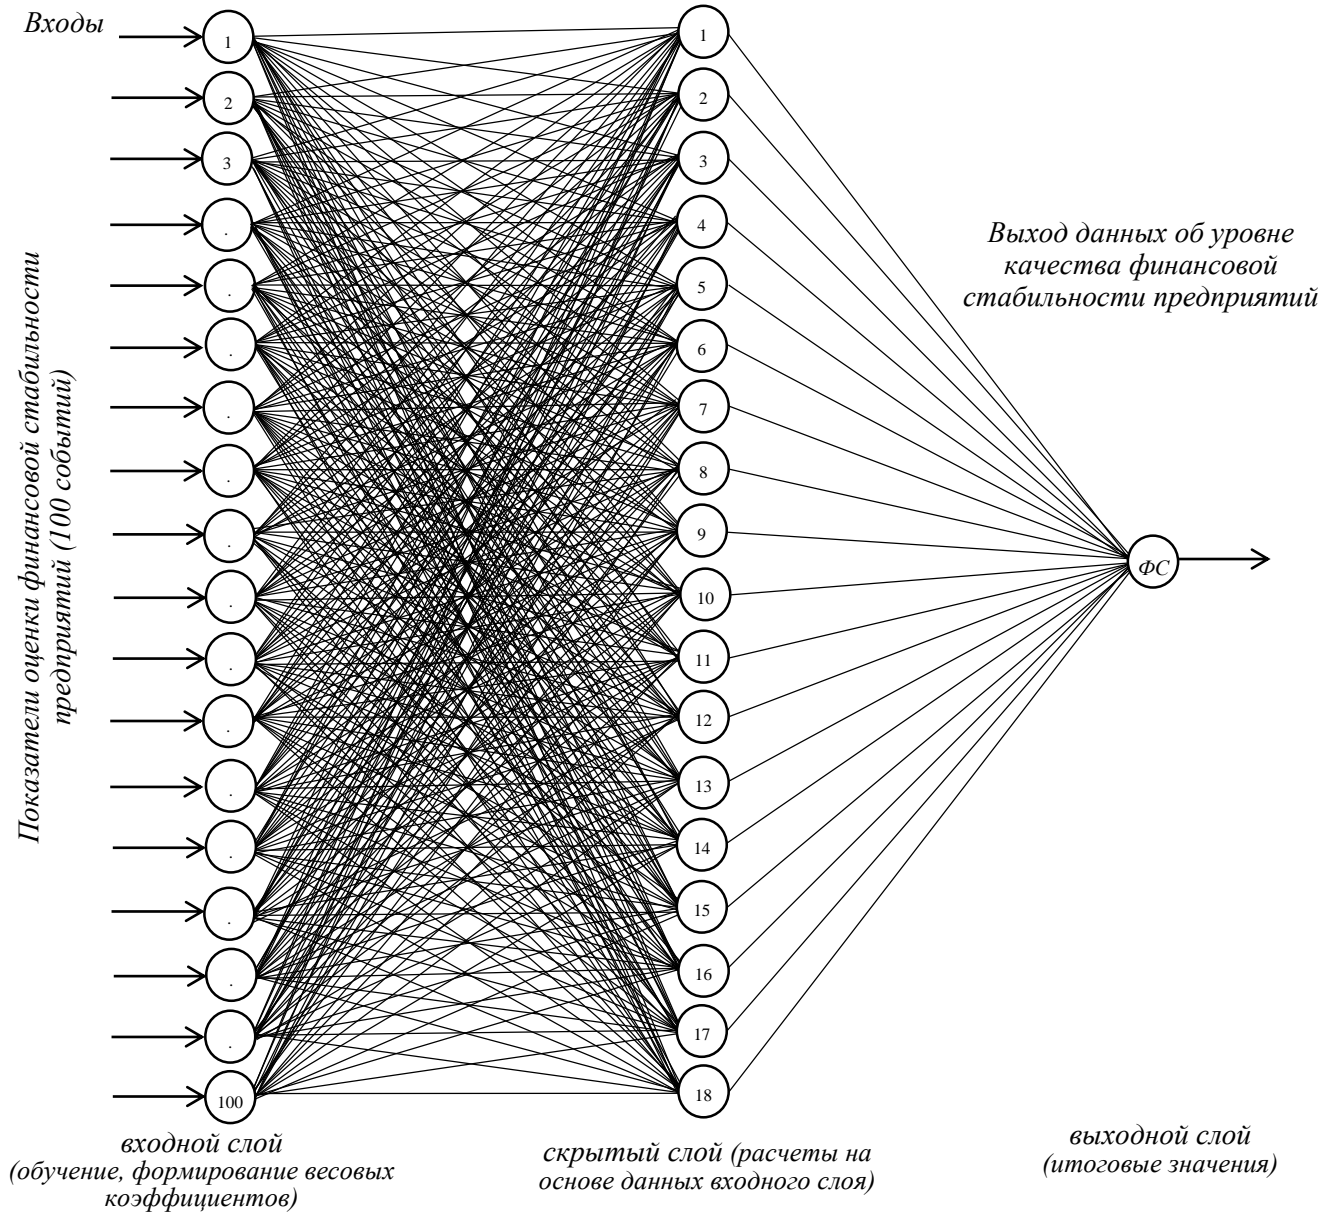 Входы
1
2
3
.
.
.
.
.
.
.
.
.
.
.
.
.
.
100
Показатели оценки финансовой стабильности
предприятий (100 событий)
1
2
3
4
5
6
7
8
9
10
11
12
13
14
15
16
17
18
Выход данных об уровне
качества финансовой
стабильности предприятий
ФС
входной слой
(обучение, формирование весовых
коэффициентов)
скрытый слой (расчеты на
основе данных входного слоя)
выходной слой
(итоговые значения)